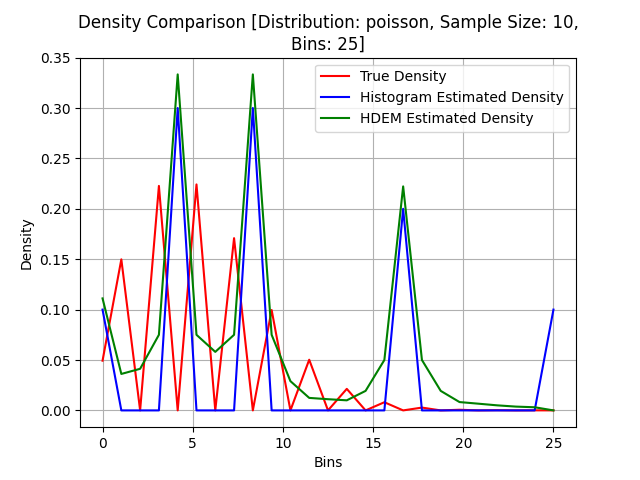 Density Comparison [Distribution: poisson, Sample Size: 10,
Bins: 25]
True Density
Histogram Estimated Density
HDEM Estimated Density
Density
0.35
0.30
0.25
0.20
0.15
0.10
0.05
0.00
0 5 10 15 20 25
Bins